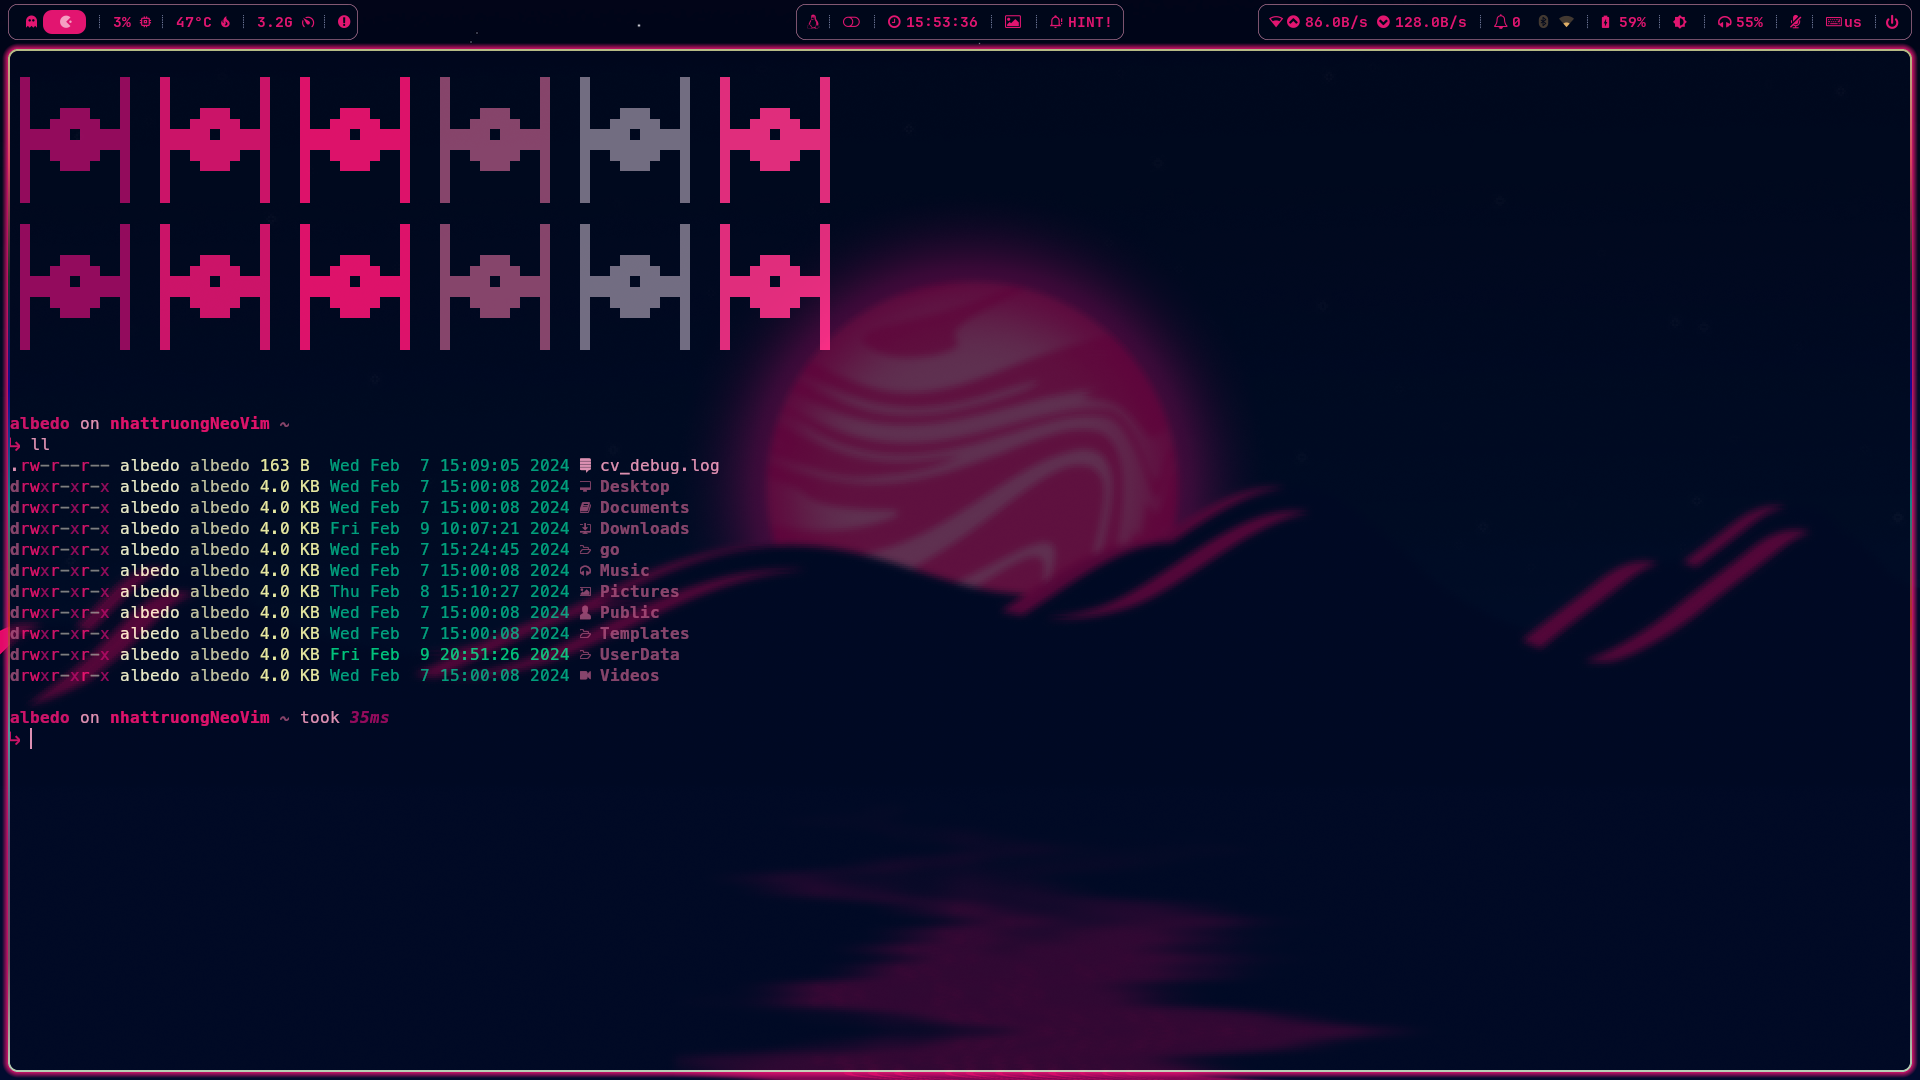 3% 47°C 3.2G
15:53:36 HINT!
86.0B/s 128.0B/s 0 59% 55% us
albedo on nhattruongNeoVim ~
↳ ll
.rw-r--r-- albedo albedo 163 B  Wed Feb  7 15:09:05 2024 cv_debug.log
drwxr-xr-x albedo albedo 4.0 KB Wed Feb  7 15:00:08 2024 Desktop
drwxr-xr-x albedo albedo 4.0 KB Wed Feb  7 15:00:08 2024 Documents
drwxr-xr-x albedo albedo 4.0 KB Fri Feb  9 10:07:21 2024 Downloads
drwxr-xr-x albedo albedo 4.0 KB Wed Feb  7 15:24:45 2024 go
drwxr-xr-x albedo albedo 4.0 KB Wed Feb  7 15:00:08 2024 Music
drwxr-xr-x albedo albedo 4.0 KB Thu Feb  8 15:10:27 2024 Pictures
drwxr-xr-x albedo albedo 4.0 KB Wed Feb  7 15:00:08 2024 Public
drwxr-xr-x albedo albedo 4.0 KB Wed Feb  7 15:00:08 2024 Templates
drwxr-xr-x albedo albedo 4.0 KB Fri Feb  9 20:51:26 2024 UserData
drwxr-xr-x albedo albedo 4.0 KB Wed Feb  7 15:00:08 2024 Videos
albedo on nhattruongNeoVim ~ took 35ms
↳